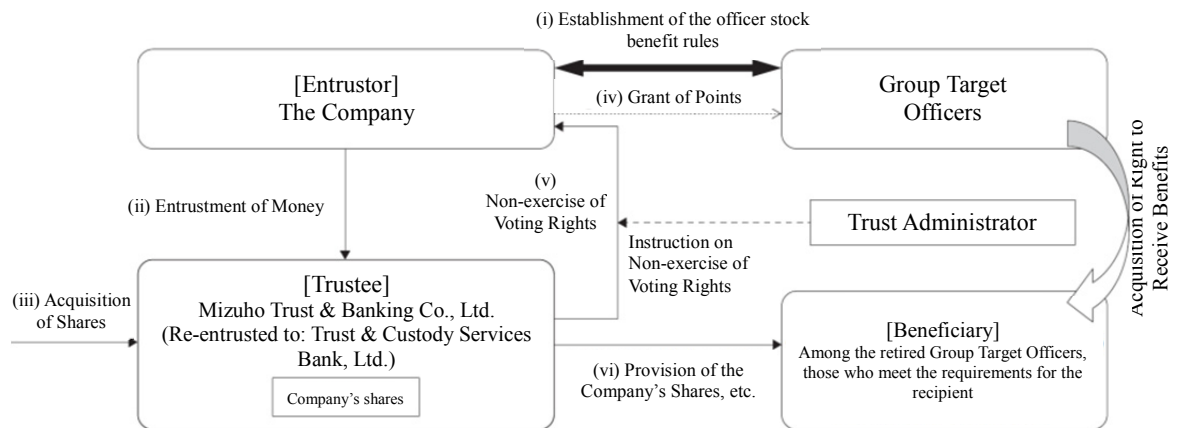 (i) Establishment of the officer stock
benefit rules
[Entrustor]
The Company
(iv) Grant of Points
Group Target
Officers
(ii) Entrustment of Money
(v)
Non-exercise of
Voting Rights
Instruction on
Non-exercise of
Voting Rights
Trust Administrator
Acquisition of Right to
Receive Benefits
(iii) Acquisition
of Shares
[Trustee]
Mizuho Trust & Banking Co., Ltd.
(Re-entrusted to: Trust & Custody Services
Bank, Ltd.)
Company’s shares
(vi) Provision of the
Company’s Shares, etc.
[Beneficiary]
Among the retired Group Target Officers,
those who meet the requirements for the
recipient